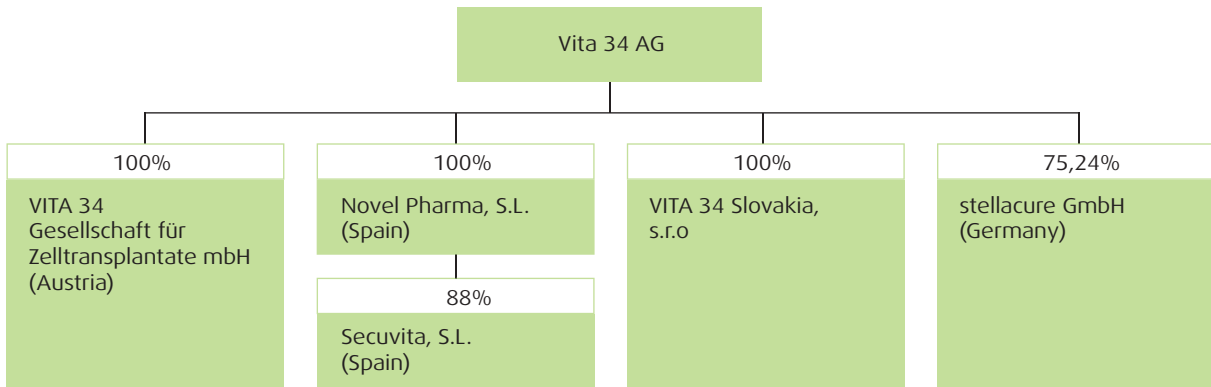 Vita 34 AG
100%
VITA 34
Gesellschaft für
Zelltransplantate mbH
(Austria)
100%
Novel Pharma, S.L.
(Spain)
88%
Secuvita, S.L.
(Spain)
100%
VITA 34 Slovakia,
s.r.o
75,24%
stellacure GmbH
(Germany)